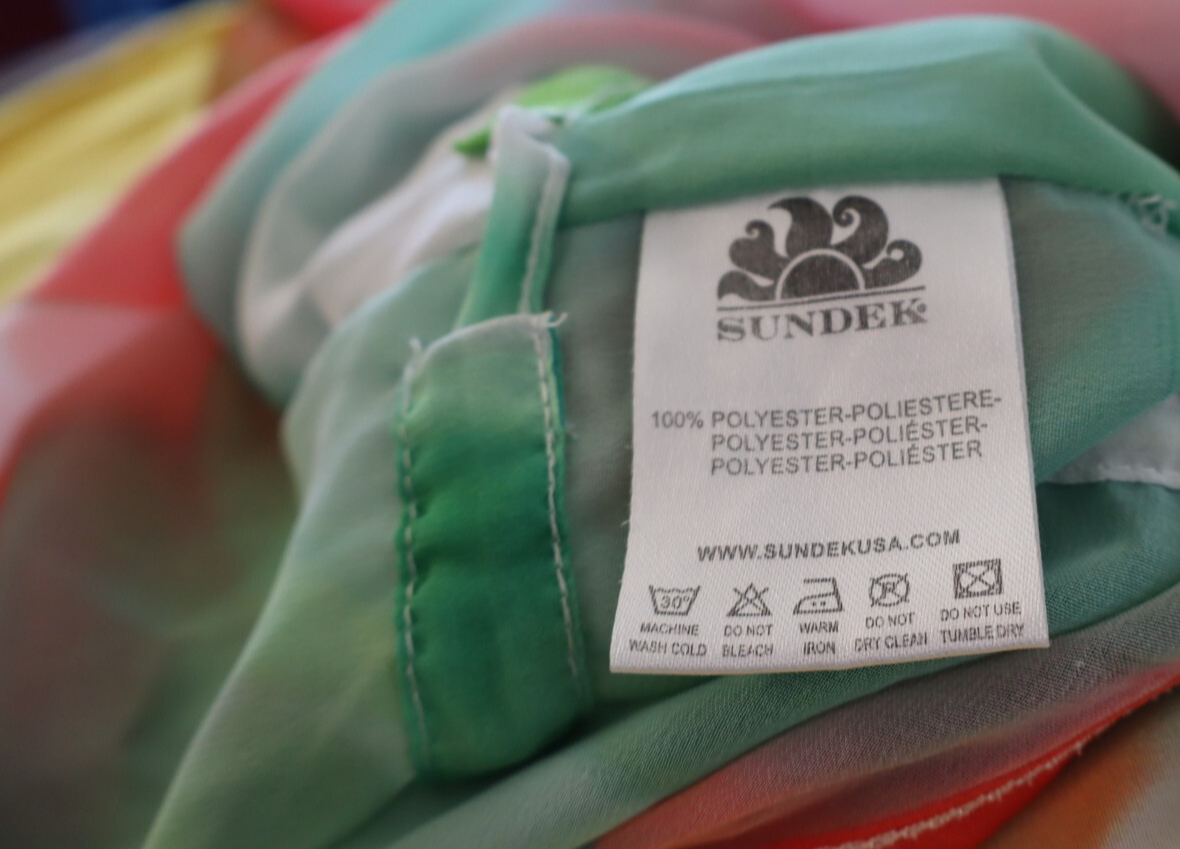 SUNDEK
100% POLYESTER-POLIESTERE-
POLYESTER-POLIÉSTER-
POLYESTER-POLIÉSTER
WWW.SUNDEKUSA.COM
30°
P
MACHINE WASH COLD
DO NOT BLEACH
WARM IRON
DO NOT DRY CLEAN
DO NOT USE TUMBLE DRY